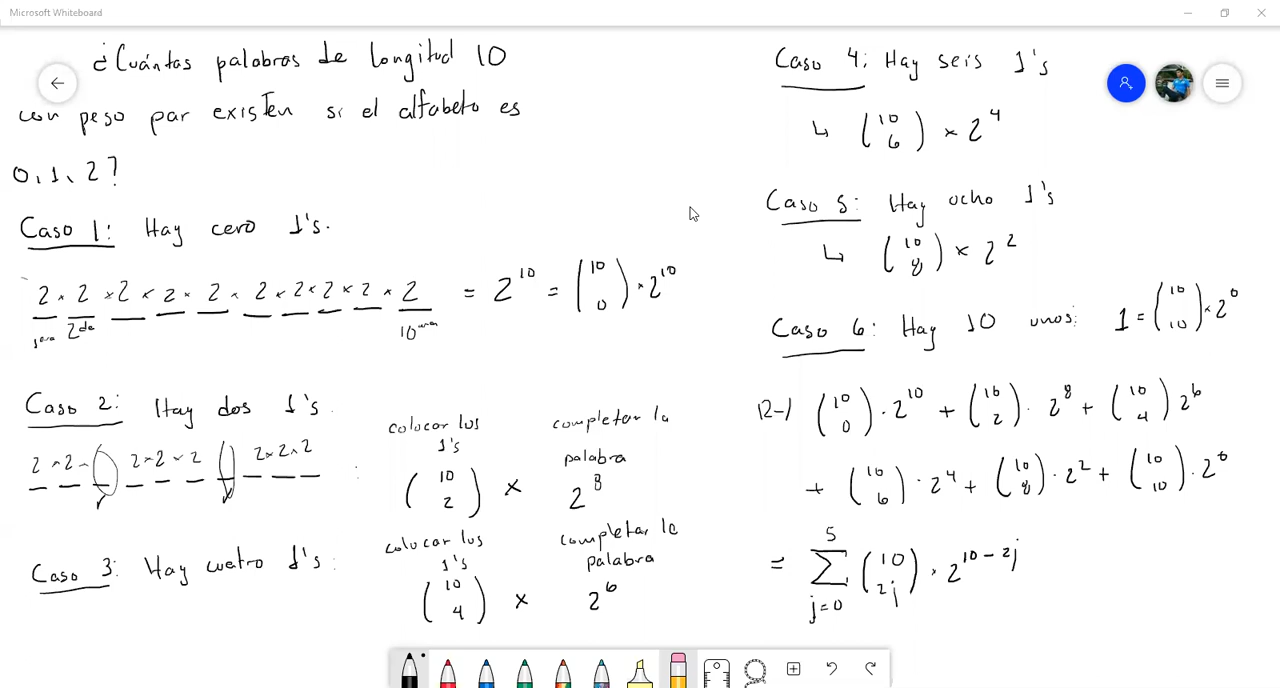 Microsoft Whiteboard
¿Cuántas palabras de longitud 10
con peso par existen si el alfabeto es
0, 1, 2?
Caso 1: Hay cero 1's.
2 × 2 × 2 × 2 × 2 × 2 × 2 × 2 × 2 × 2 = 2^10 = (10 0) · 2^10
1era 2da 10ma
Caso 2: Hay dos 1's.
2 × 2 × 2 × 2 × 2 2 × 2 × 2 :
colocar los 1's
completar la palabra
(10 2) × 2^8
Caso 3: Hay cuatro 1's:
colocar los 1's
completar la palabra
(10 4) × 2^6
Caso 4: Hay seis 1's
↳ (10 6) × 2^4
Caso 5: Hay ocho 1's
↳ (10 8) × 2^2
Caso 6: Hay 10 unos: 1 = (10 10) × 2^0
R-/ (10 0) · 2^10 + (10 2) · 2^8 + (10 4) 2^6
+ (10 6) · 2^4 + (10 8) · 2^2 + (10 10) · 2^0
= ∑_{j=0}^{5} (10 2j) · 2^{10-2j}